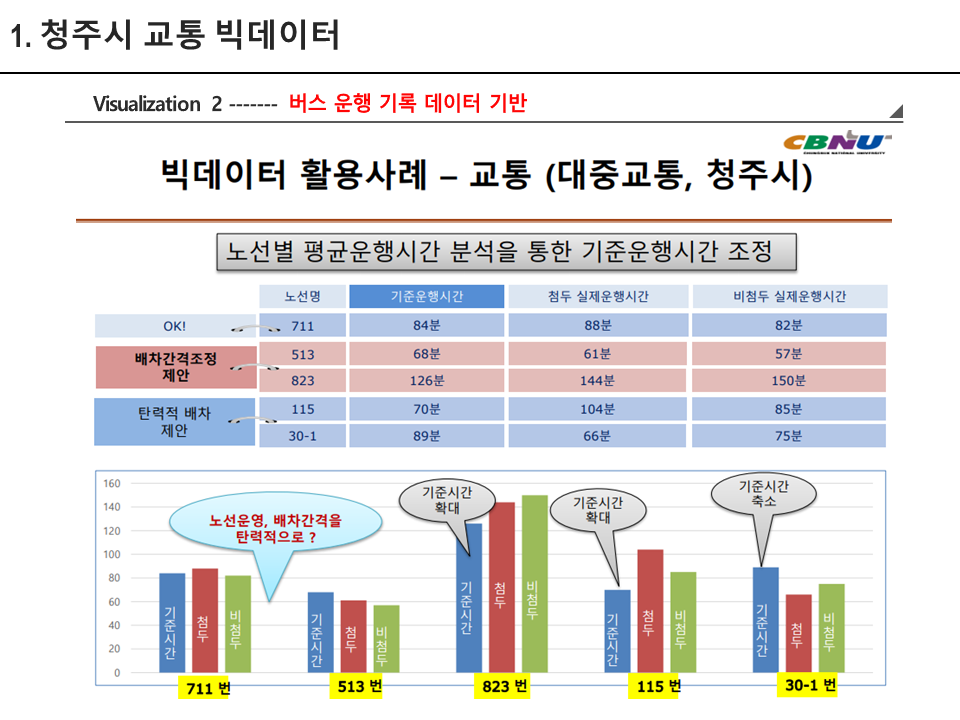 1. 청주시 교통 빅데이터
Visualization 2 ------- 버스 운행 기록 데이터 기반
CBNU
CHUNGBUK NATIONAL UNIVERSITY
빅데이터 활용사례 – 교통 (대중교통, 청주시)
노선별 평균운행시간 분석을 통한 기준운행시간 조정
노선명 기준운행시간 첨두 실제운행시간 비첨두 실제운행시간
OK! 711 84분 88분 82분
배차간격조정
제안
513 68분 61분 57분
823 126분 144분 150분
탄력적 배차
제안
115 70분 104분 85분
30-1 89분 66분 75분
160
140
120
100
80
60
40
20
0
노선운영, 배차간격을
탄력적으로 ?
기준시간
확대
기준시간
확대
기준시간
축소
기준시간 첨두 비첨두
기준시간 첨두 비첨두
기준시간 첨두 비첨두
기준시간 첨두 비첨두
기준시간 첨두 비첨두
711 번 513 번 823 번 115 번 30-1 번